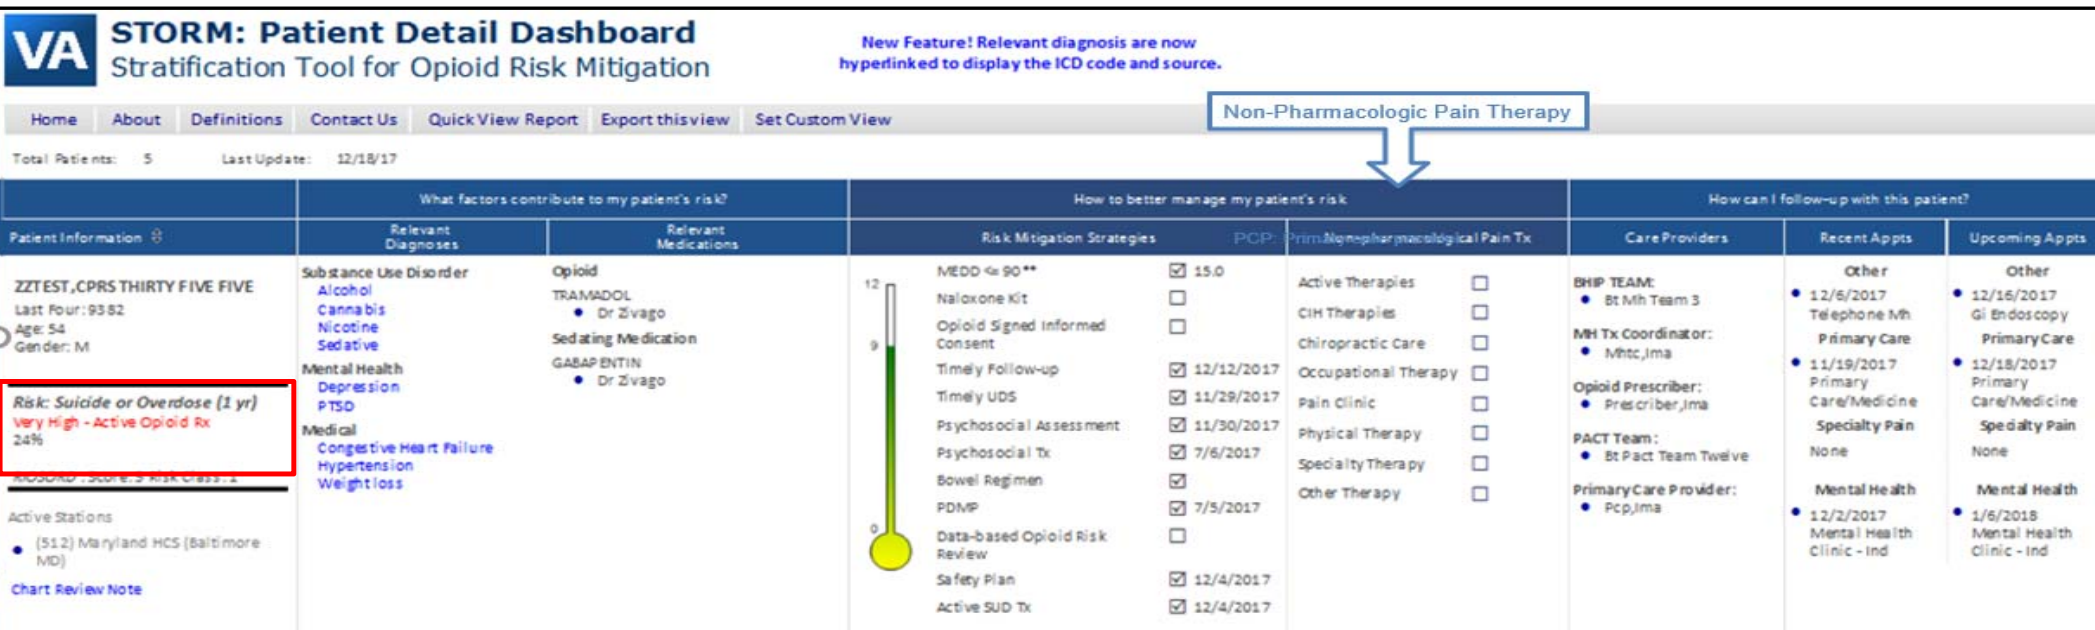 VA
STORM: Patient Detail Dashboard
Stratification Tool for Opioid Risk Mitigation
New Feature! Relevant diagnosis are now
hyperlinked to display the ICD code and source.
Home About Definitions Contact Us Quick View Report Export this view Set Custom View
Non-Pharmacologic Pain Therapy
Total Patients: 5 Last Update: 12/18/17
What factors contribute to my patient's risk?
How to better manage my patient's risk
How can I follow-up with this patient?
Patient Information
Relevant
Diagnoses
Relevant
Medications
Risk Mitigation Strategies
PCP: Nonpharmacological Pain Tx
Care Providers
Recent Appts
Upcoming Appts
ZZTEST,CPRS THIRTY FIVE FIVE
Last Four: 9382
Age: 54
Gender: M
Risk: Suicide or Overdose (1 yr)
Very High - Active Opioid Rx
24%
RIOSORD : Score: 5 Risk Class : 1
Active Stations
(512) Maryland HCS (Baltimore
MD)
Chart Review Note
Substance Use Disorder
Alcohol
Cannabis
Nicotine
Sedative
Mental Health
Depression
PTSD
Medical
Congestive Heart Failure
Hypertension
Weight loss
Opioid
TRAMADOL
Dr Zivago
Sedating Medication
GABAPENTIN
Dr Zivago
12
9
0
MEDD <= 90 ** 15.0
Naloxone Kit
Opioid Signed Informed
Consent
Timely Follow-up 12/12/2017
Timely UDS 11/29/2017
Psychosocial Assessment 11/30/2017
Psychosocial Tx 7/6/2017
Bowel Regimen
PDMP 7/5/2017
Data-based Opioid Risk
Review
Safety Plan 12/4/2017
Active SUD Tx 12/4/2017
Active Therapies
CIH Therapies
Chiropractic Care
Occupational Therapy
Pain Clinic
Physical Therapy
Specialty Therapy
Other Therapy
BHIP TEAM:
Bt Mh Team 3
MH Tx Coordinator:
Mhtc,Ima
Opioid Prescriber:
Prescriber,Ima
PACT Team:
Bt Pact Team Twelve
Primary Care Provider:
Pcp,Ima
Other
12/6/2017
Telephone Mh
Primary Care
11/19/2017
Primary
Care/Medicine
Specialty Pain
None
Mental Health
12/2/2017
Mental Health
Clinic - Ind
Other
12/16/2017
Gi Endoscopy
Primary Care
12/18/2017
Primary
Care/Medicine
Specialty Pain
None
Mental Health
1/6/2018
Mental Health
Clinic - Ind